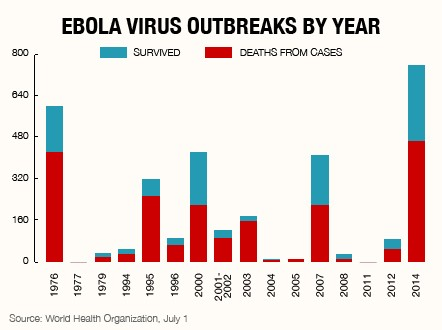 EBOLA VIRUS OUTBREAKS BY YEAR
SURVIVED DEATHS FROM CASES
800
640
480
320
160
0
1976 1977 1979 1994 1995 1996 2000 2001-2002 2003 2004 2005 2007 2008 2011 2012 2014
Source: World Health Organization, July 1